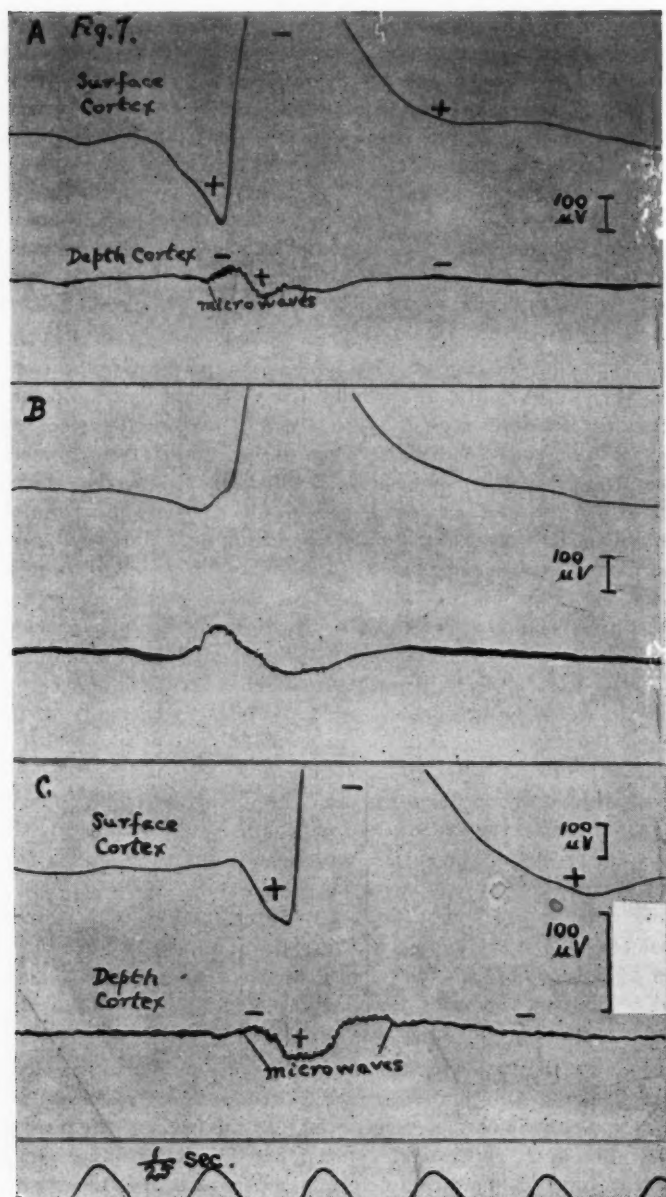 A Fig. 7.
−
Surface
Cortex
+
+
100
μV
Depth Cortex
−
+
−
microwaves
B
100
μV
C.
−
Surface
Cortex
100
μV
+
+
100
μV
Depth
Cortex
−
+
−
microwaves
1/25 sec.